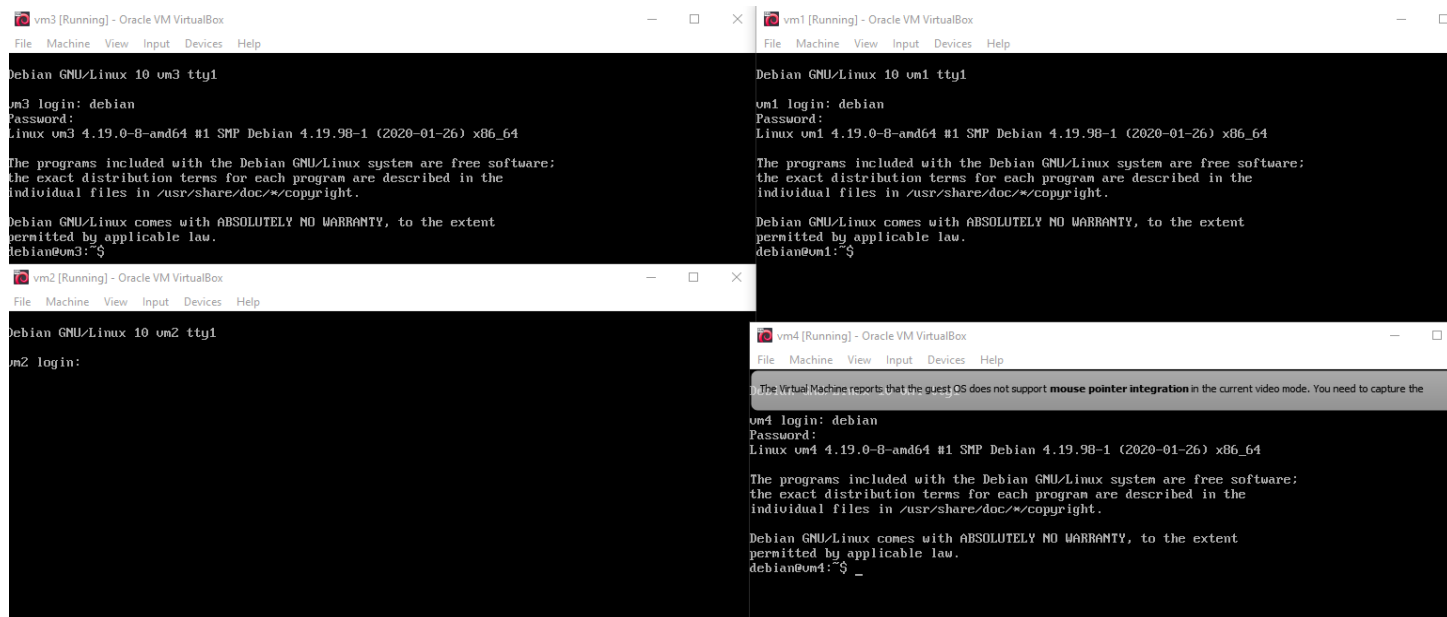 vm3 [Running] - Oracle VM VirtualBox
File Machine View Input Devices Help
Debian GNU/Linux 10 vm3 tty1
vm3 login: debian
Password:
Linux vm3 4.19.0-8-amd64 #1 SMP Debian 4.19.98-1 (2020-01-26) x86_64
The programs included with the Debian GNU/Linux system are free software;
the exact distribution terms for each program are described in the
individual files in /usr/share/doc/*/copyright.
Debian GNU/Linux comes with ABSOLUTELY NO WARRANTY, to the extent
permitted by applicable law.
debian@vm3:~$
vm1 [Running] - Oracle VM VirtualBox
File Machine View Input Devices Help
Debian GNU/Linux 10 vm1 tty1
vm1 login: debian
Password:
Linux vm1 4.19.0-8-amd64 #1 SMP Debian 4.19.98-1 (2020-01-26) x86_64
The programs included with the Debian GNU/Linux system are free software;
the exact distribution terms for each program are described in the
individual files in /usr/share/doc/*/copyright.
Debian GNU/Linux comes with ABSOLUTELY NO WARRANTY, to the extent
permitted by applicable law.
debian@vm1:~$
vm2 [Running] - Oracle VM VirtualBox
File Machine View Input Devices Help
Debian GNU/Linux 10 vm2 tty1
vm2 login:
vm4 [Running] - Oracle VM VirtualBox
File Machine View Input Devices Help
The Virtual Machine reports that the guest OS does not support mouse pointer integration in the current video mode. You need to capture the
vm4 login: debian
Password:
Linux vm4 4.19.0-8-amd64 #1 SMP Debian 4.19.98-1 (2020-01-26) x86_64
The programs included with the Debian GNU/Linux system are free software;
the exact distribution terms for each program are described in the
individual files in /usr/share/doc/*/copyright.
Debian GNU/Linux comes with ABSOLUTELY NO WARRANTY, to the extent
permitted by applicable law.
debian@vm4:~$ _